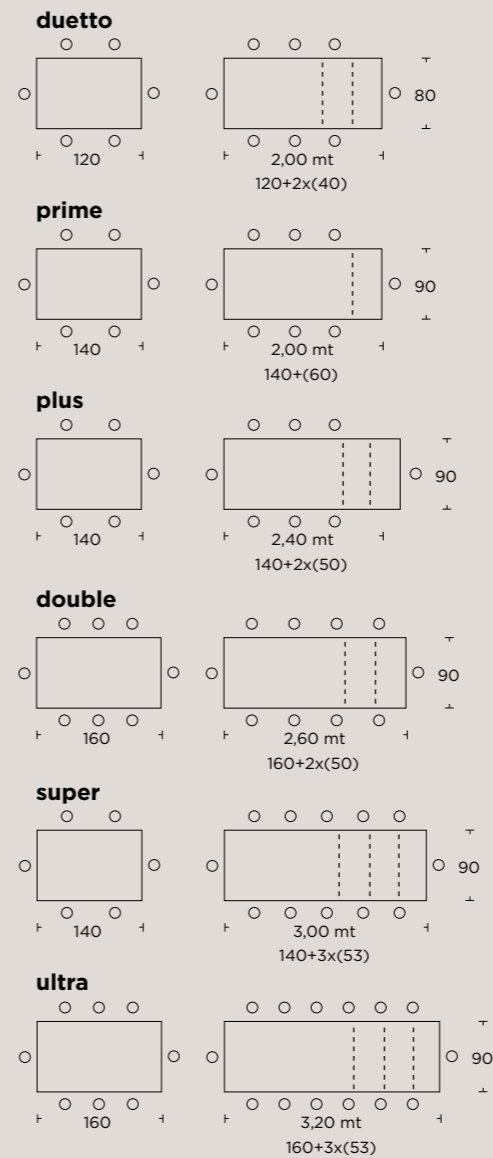 duetto
80
120 2,00 mt
120+2x(40)
prime
90
140 2,00 mt
140+(60)
plus
90
140 2,40 mt
140+2x(50)
double
90
160 2,60 mt
160+2x(50)
super
90
140 3,00 mt
140+3x(53)
ultra
90
160 3,20 mt
160+3x(53)